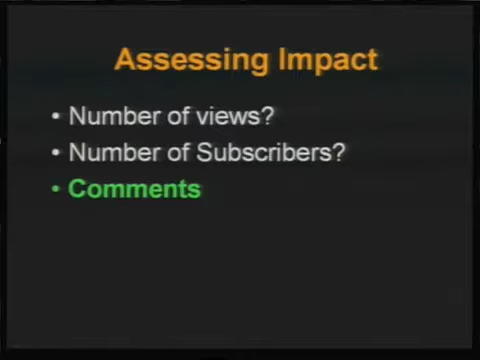 Assessing Impact
• Number of views?
• Number of Subscribers?
• Comments